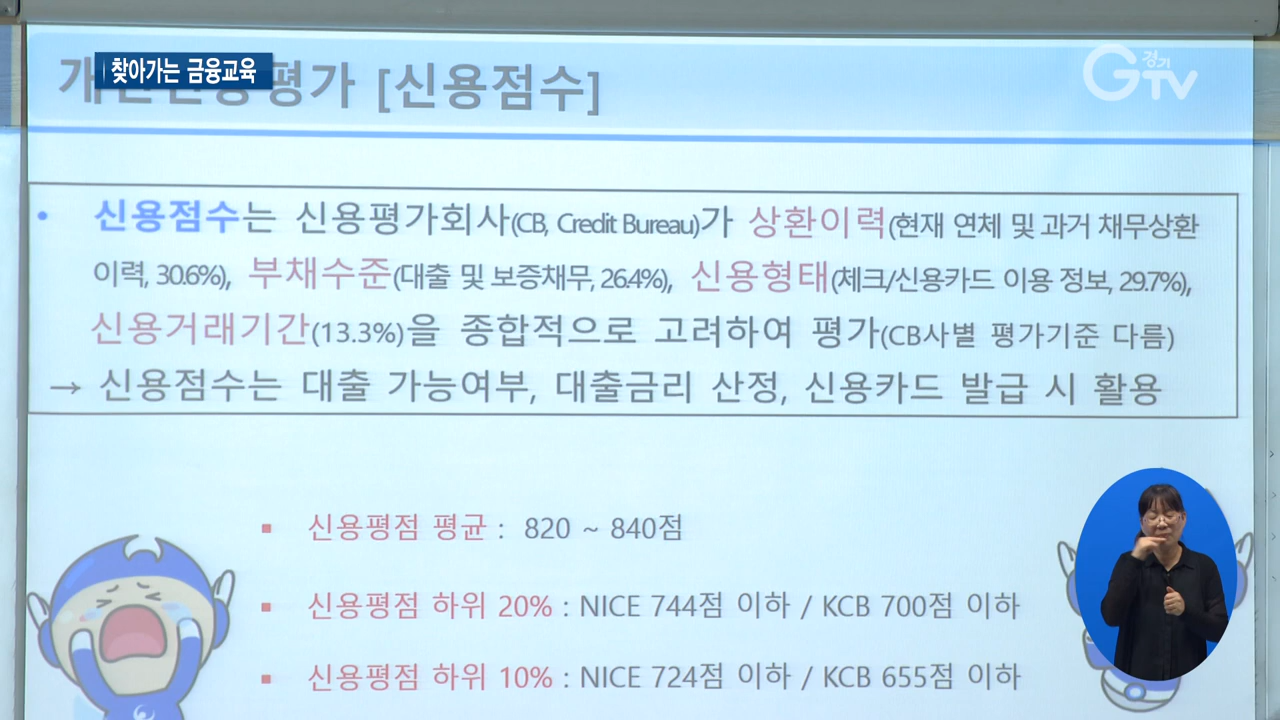 찾아가는 금융교육
평가 [신용점수]
경기
GTV
• 신용점수는 신용평가회사(CB, Credit Bureau)가 상환이력(현재 연체 및 과거 채무상환
이력, 30.6%), 부채수준(대출 및 보증채무, 26.4%), 신용형태(체크/신용카드 이용 정보, 29.7%),
신용거래기간(13.3%)을 종합적으로 고려하여 평가(CB사별 평가기준 다름)
→ 신용점수는 대출 가능여부, 대출금리 산정, 신용카드 발급 시 활용
▪ 신용평점 평균 : 820 ~ 840점
▪ 신용평점 하위 20% : NICE 744점 이하 / KCB 700점 이하
▪ 신용평점 하위 10% : NICE 724점 이하 / KCB 655점 이하